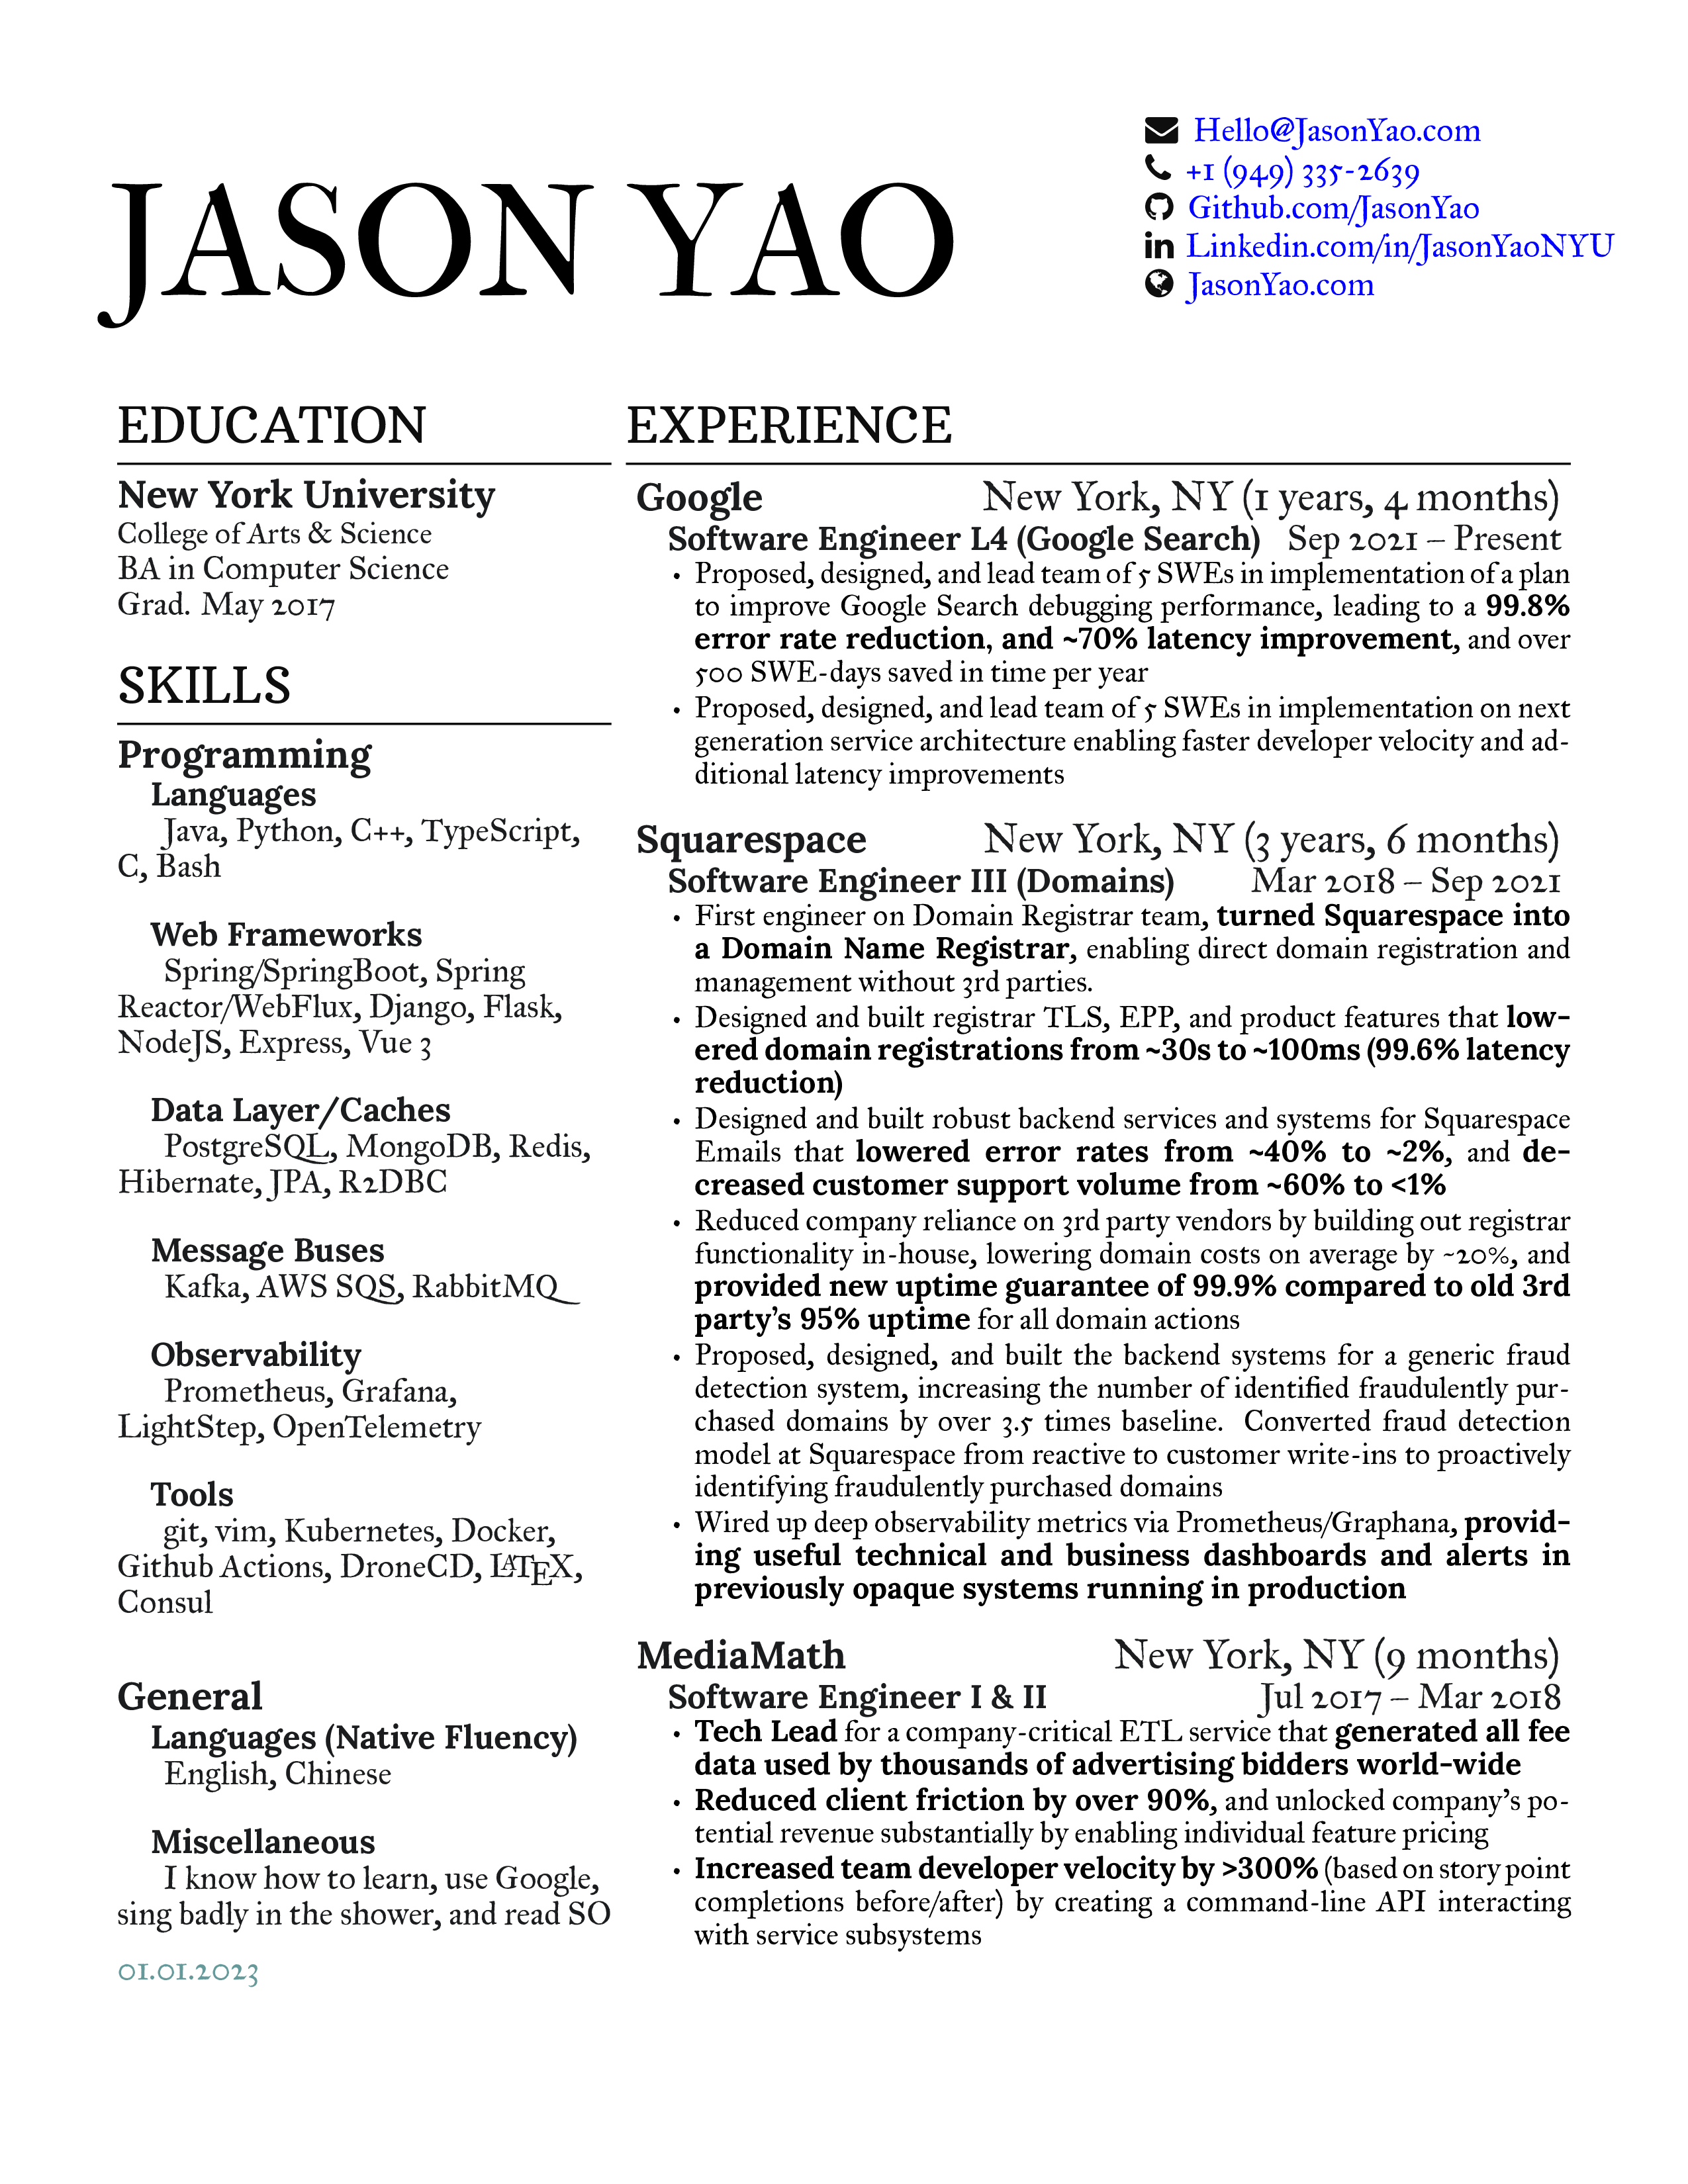 JASON YAO
Hello@JasonYao.com
+1 (949) 335-2639
Github.com/JasonYao
Linkedin.com/in/JasonYaoNYU
JasonYao.com
EDUCATION
New York University
College of Arts & Science
BA in Computer Science
Grad. May 2017
SKILLS
Programming
Languages
Java, Python, C++, TypeScript,
C, Bash
Web Frameworks
Spring/SpringBoot, Spring
Reactor/WebFlux, Django, Flask,
NodeJS, Express, Vue 3
Data Layer/Caches
PostgreSQL, MongoDB, Redis,
Hibernate, JPA, R2DBC
Message Buses
Kafka, AWS SQS, RabbitMQ
Observability
Prometheus, Grafana,
LightStep, OpenTelemetry
Tools
git, vim, Kubernetes, Docker,
Github Actions, DroneCD, LATEX,
Consul
General
Languages (Native Fluency)
English, Chinese
Miscellaneous
I know how to learn, use Google,
sing badly in the shower, and read SO
01.01.2023
EXPERIENCE
Google New York, NY (1 years, 4 months)
Software Engineer L4 (Google Search) Sep 2021 – Present
• Proposed, designed, and lead team of 5 SWEs in implementation of a plan
to improve Google Search debugging performance, leading to a 99.8%
error rate reduction, and ~70% latency improvement, and over
500 SWE-days saved in time per year
• Proposed, designed, and lead team of 5 SWEs in implementation on next
generation service architecture enabling faster developer velocity and ad-
ditional latency improvements
Squarespace New York, NY (3 years, 6 months)
Software Engineer III (Domains) Mar 2018 – Sep 2021
• First engineer on Domain Registrar team, turned Squarespace into
a Domain Name Registrar, enabling direct domain registration and
management without 3rd parties.
• Designed and built registrar TLS, EPP, and product features that low-
ered domain registrations from ~30s to ~100ms (99.6% latency
reduction)
• Designed and built robust backend services and systems for Squarespace
Emails that lowered error rates from ~40% to ~2%, and de-
creased customer support volume from ~60% to <1%
• Reduced company reliance on 3rd party vendors by building out registrar
functionality in-house, lowering domain costs on average by ~20%, and
provided new uptime guarantee of 99.9% compared to old 3rd
party's 95% uptime for all domain actions
• Proposed, designed, and built the backend systems for a generic fraud
detection system, increasing the number of identified fraudulently pur-
chased domains by over 3.5 times baseline. Converted fraud detection
model at Squarespace from reactive to customer write-ins to proactively
identifying fraudulently purchased domains
• Wired up deep observability metrics via Prometheus/Graphana, provid-
ing useful technical and business dashboards and alerts in
previously opaque systems running in production
MediaMath New York, NY (9 months)
Software Engineer I & II Jul 2017 – Mar 2018
• Tech Lead for a company-critical ETL service that generated all fee
data used by thousands of advertising bidders world-wide
• Reduced client friction by over 90%, and unlocked company's po-
tential revenue substantially by enabling individual feature pricing
• Increased team developer velocity by >300% (based on story point
completions before/after) by creating a command-line API interacting
with service subsystems